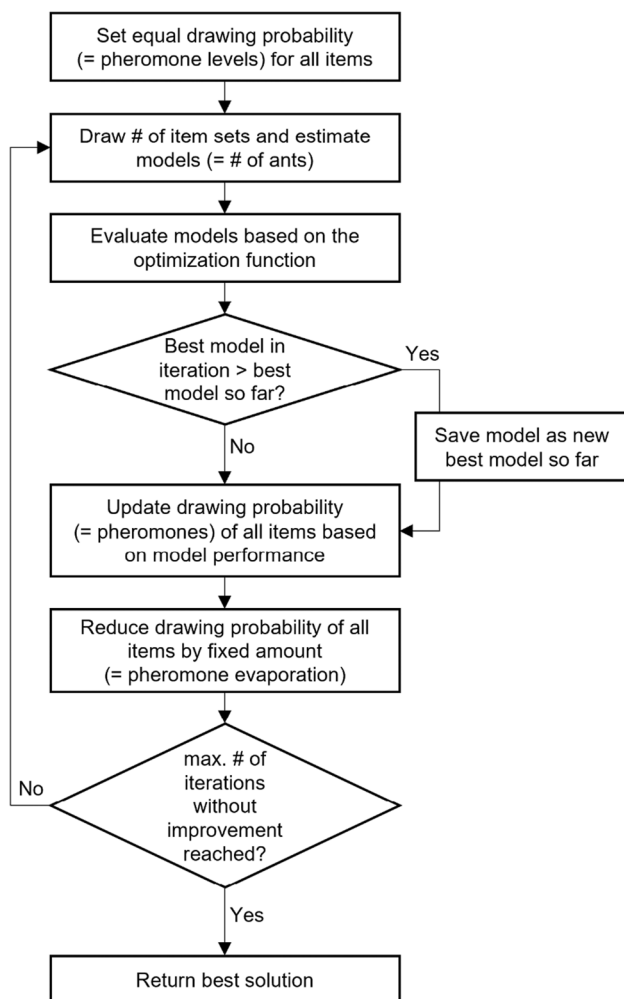 Set equal drawing probability
(= pheromone levels) for all items
Draw # of item sets and estimate
models (= # of ants)
Evaluate models based on the
optimization function
Best model in
iteration > best
model so far?
Yes
Save model as new
best model so far
No
Update drawing probability
(= pheromones) of all items based
on model performance
Reduce drawing probability of all
items by fixed amount
(= pheromone evaporation)
max. # of
iterations
without
improvement
reached?
No
Yes
Return best solution